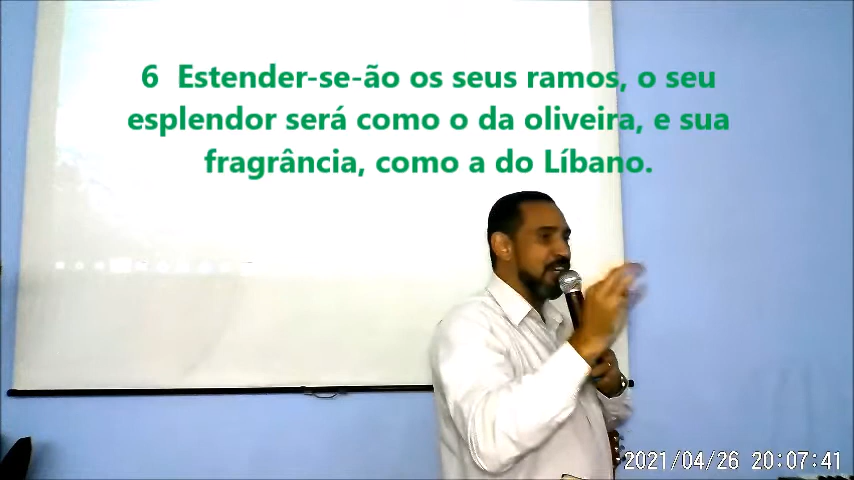 6 Estender-se-ão os seus ramos, o seu
esplendor será como o da oliveira, e sua
fragrância, como a do Líbano.
2021/04/26 20:07:41